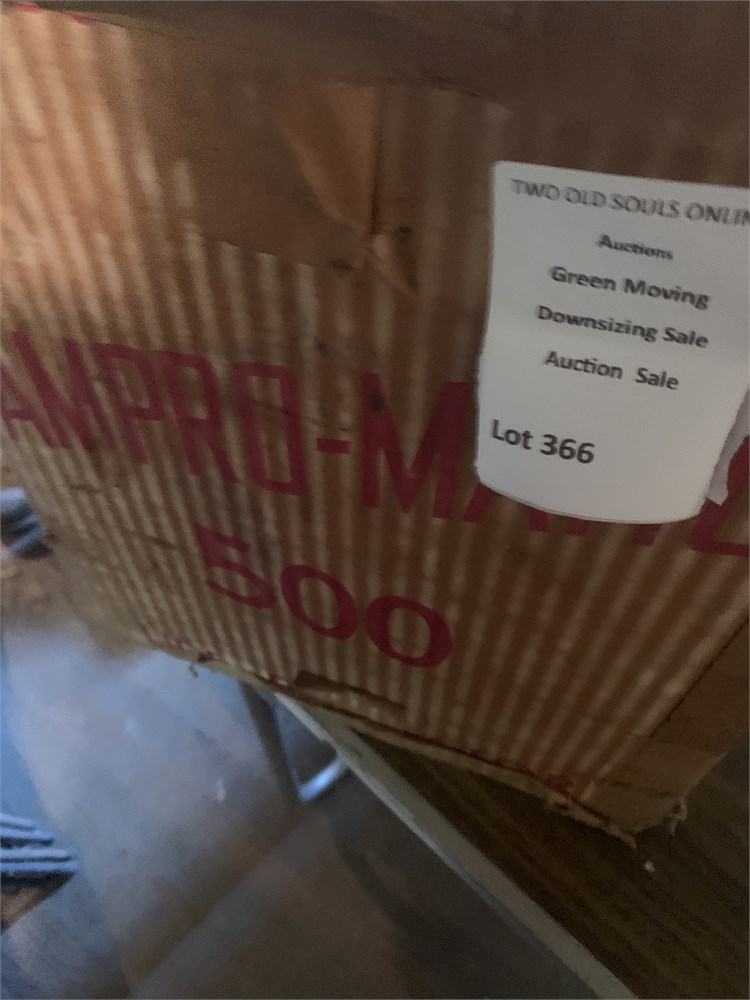 TWO OLD SOULS ONLIN
Auctions
Green Moving
Downsizing Sale
Auction Sale
Lot 366
AMPRO-MA
500